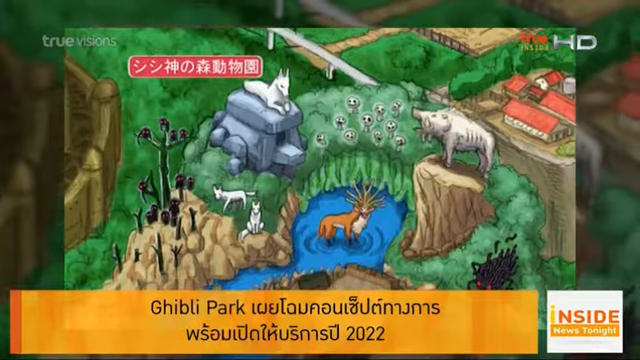 true visions
true
INSIDE
HD
シシ神の森動物園
Ghibli Park เผยโฉมคอนเซ็ปต์ทางการ
พร้อมเปิดให้บริการปี 2022
iNSIDE
News Tonight